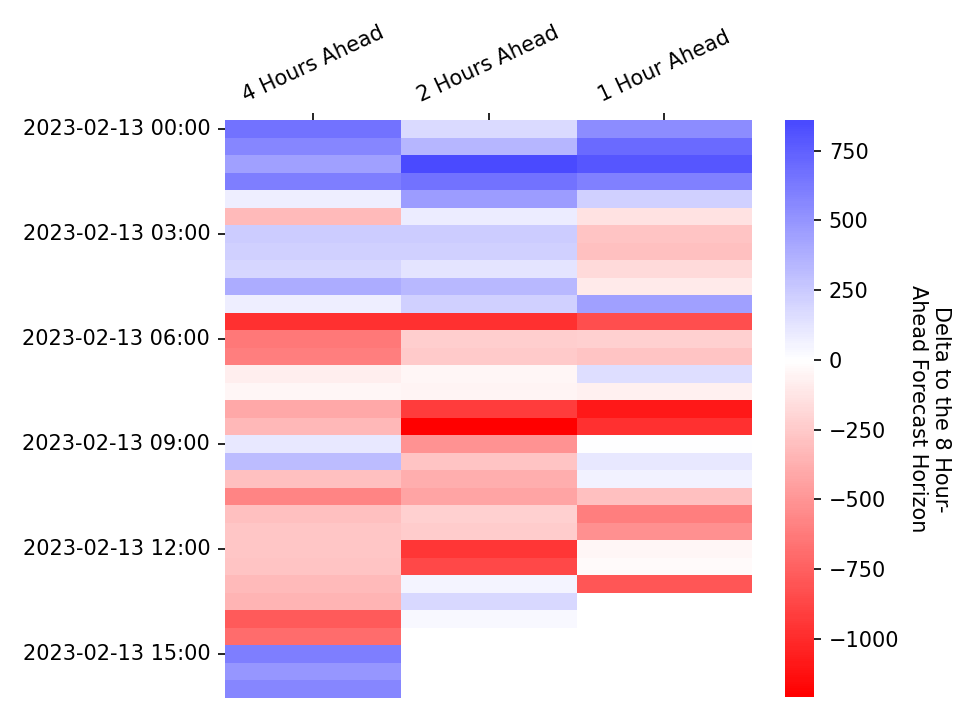 4 Hours Ahead
2 Hours Ahead
1 Hour Ahead
2023-02-13 00:00
2023-02-13 03:00
2023-02-13 06:00
2023-02-13 09:00
2023-02-13 12:00
2023-02-13 15:00
750
500
250
0
−250
−500
−750
−1000
Delta to the 8 Hour-
Ahead Forecast Horizon